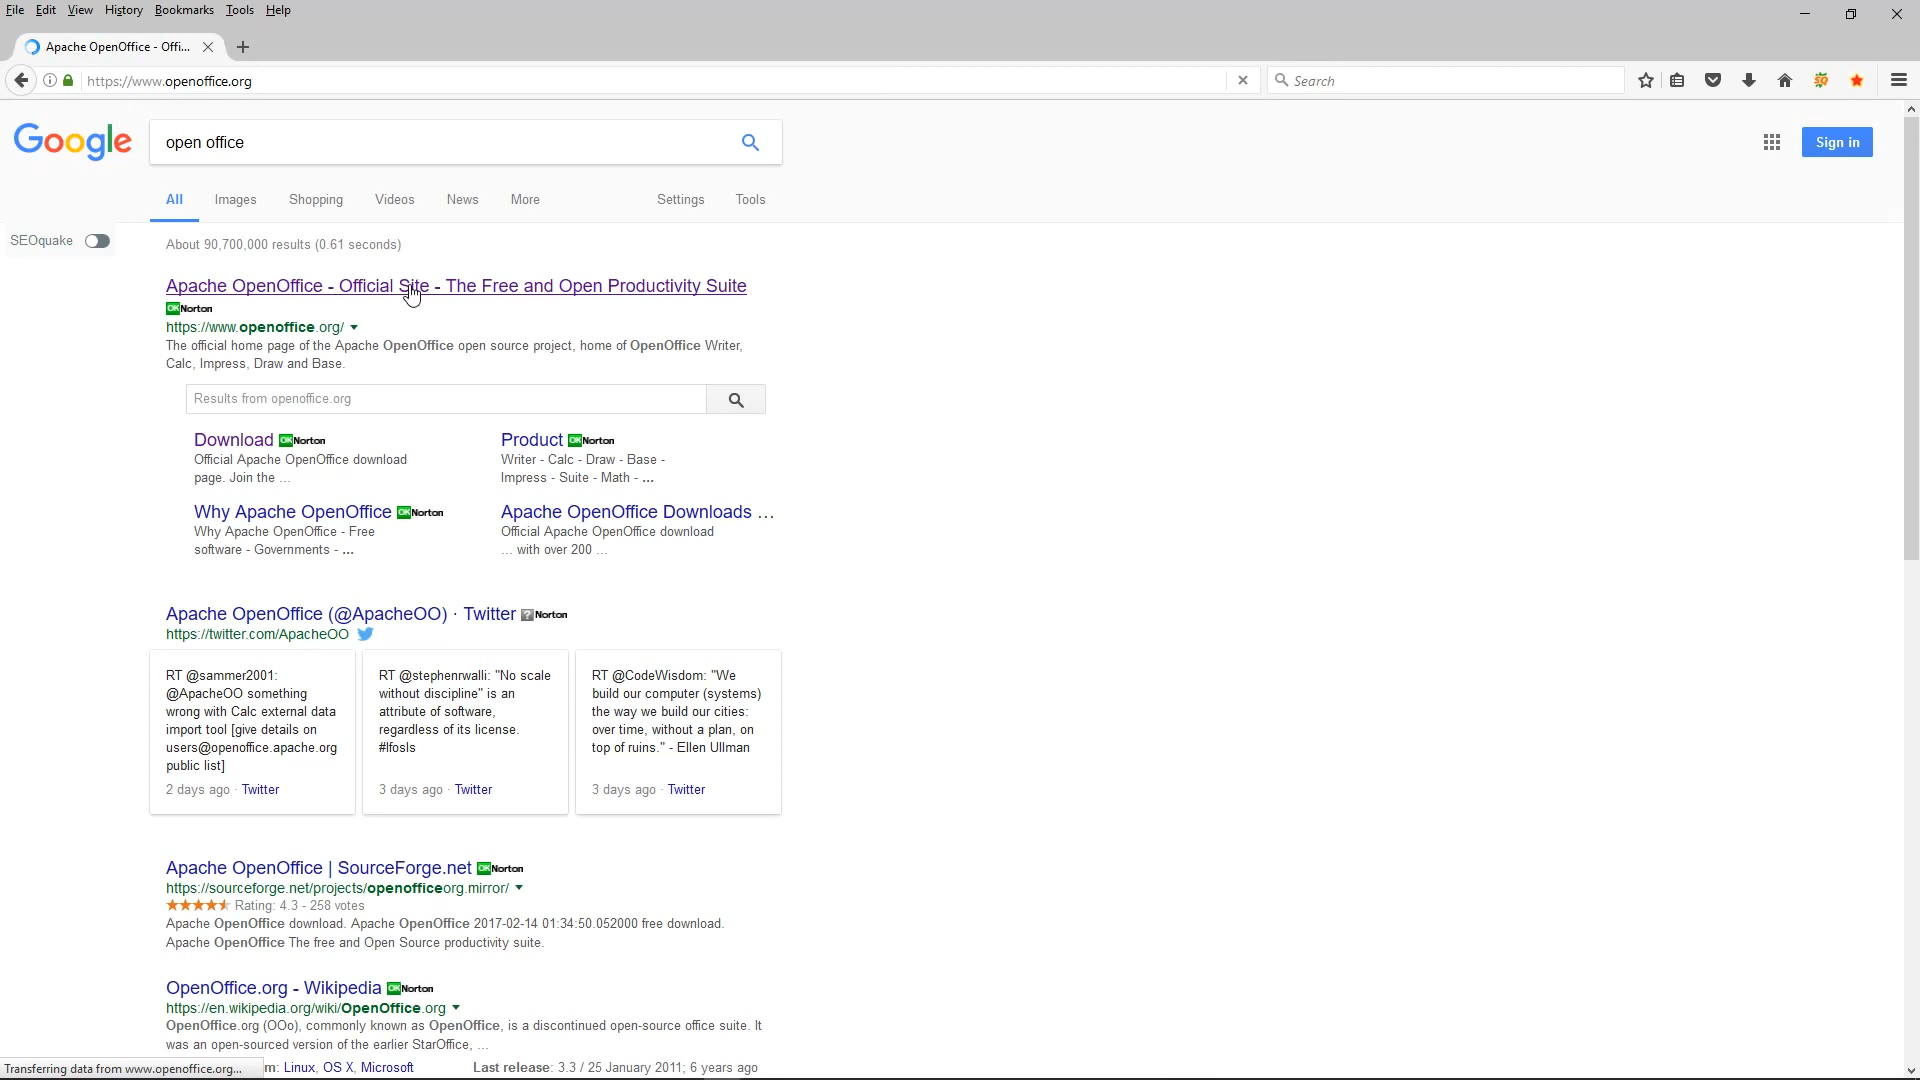 File Edit View History Bookmarks Tools Help
Apache OpenOffice - Offi...
https://www.openoffice.org
Search
Google
open office
Sign in
All Images Shopping Videos News More Settings Tools
SEOquake
About 90,700,000 results (0.61 seconds)
Apache OpenOffice - Official Site - The Free and Open Productivity Suite
OK Norton
https://www.openoffice.org/
The official home page of the Apache OpenOffice open source project, home of OpenOffice Writer,
Calc, Impress, Draw and Base.
Results from openoffice.org
Download OK Norton
Official Apache OpenOffice download
page. Join the ...
Product OK Norton
Writer - Calc - Draw - Base -
Impress - Suite - Math - ...
Why Apache OpenOffice OK Norton
Why Apache OpenOffice - Free
software - Governments - ...
Apache OpenOffice Downloads ...
Official Apache OpenOffice download
... with over 200 ...
Apache OpenOffice (@ApacheOO) · Twitter ? Norton
https://twitter.com/ApacheOO
RT @sammer2001:
@ApacheOO something
wrong with Calc external data
import tool [give details on
users@openoffice.apache.org
public list]
2 days ago · Twitter
RT @stephenrwalli: "No scale
without discipline" is an
attribute of software,
regardless of its license.
#lfosls
3 days ago · Twitter
RT @CodeWisdom: "We
build our computer (systems)
the way we build our cities:
over time, without a plan, on
top of ruins." - Ellen Ullman
3 days ago · Twitter
Apache OpenOffice | SourceForge.net OK Norton
https://sourceforge.net/projects/openofficeorg.mirror/
Rating: 4.3 - 258 votes
Apache OpenOffice download. Apache OpenOffice 2017-02-14 01:34:50.052000 free download.
Apache OpenOffice The free and Open Source productivity suite.
OpenOffice.org - Wikipedia OK Norton
https://en.wikipedia.org/wiki/OpenOffice.org
OpenOffice.org (OOo), commonly known as OpenOffice, is a discontinued open-source office suite. It
was an open-sourced version of the earlier StarOffice, ...
m: Linux, OS X, Microsoft Last release: 3.3 / 25 January 2011; 6 years ago
Transferring data from www.openoffice.org...